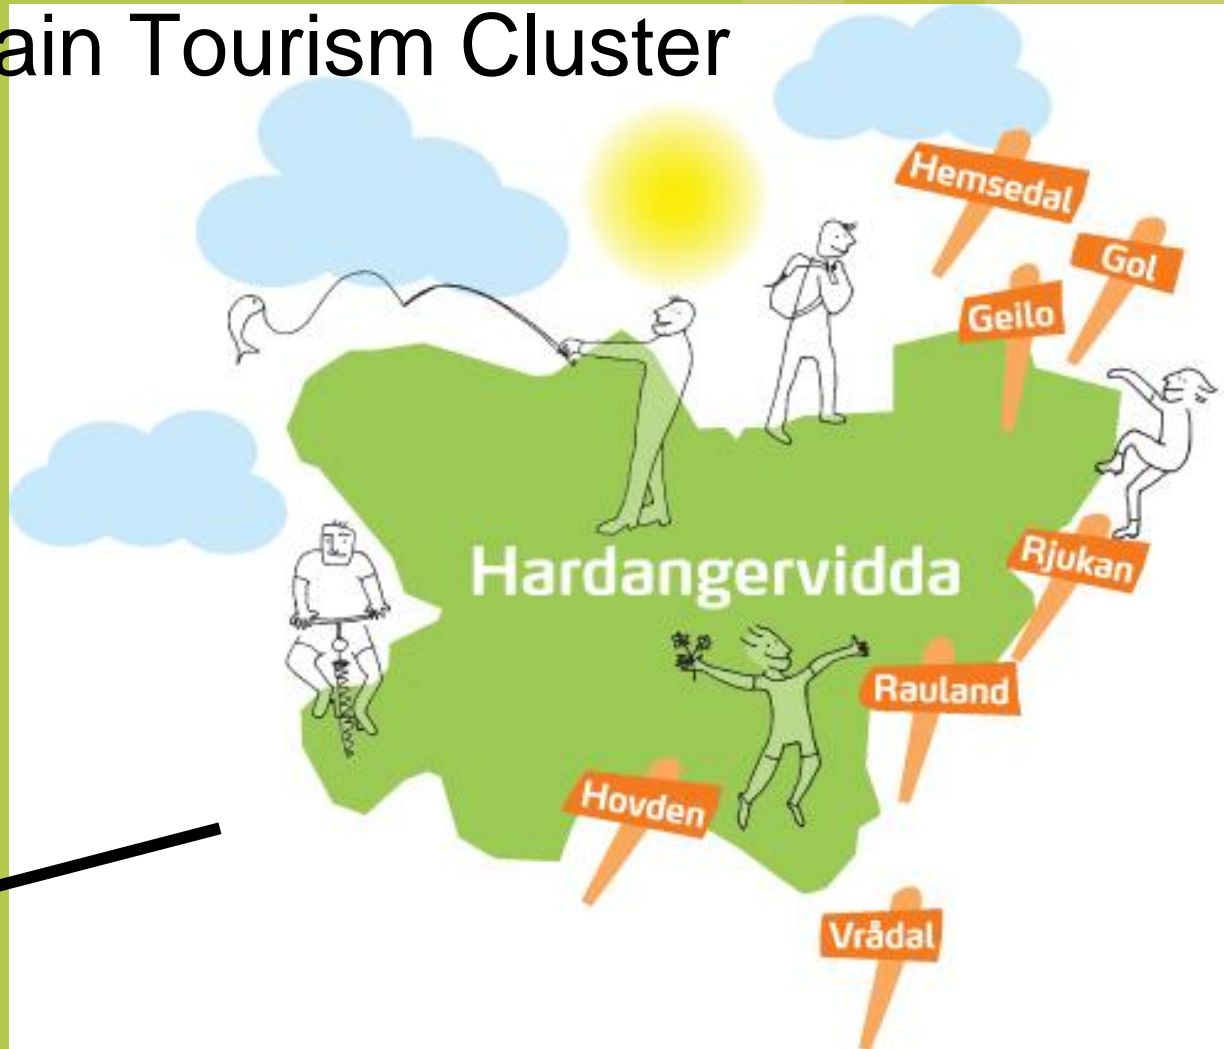 ain Tourism Cluster
Hemsedal
Gol
Geilo
Rjukan
Hardangervidda
Rauland
Hovden
Vrådal